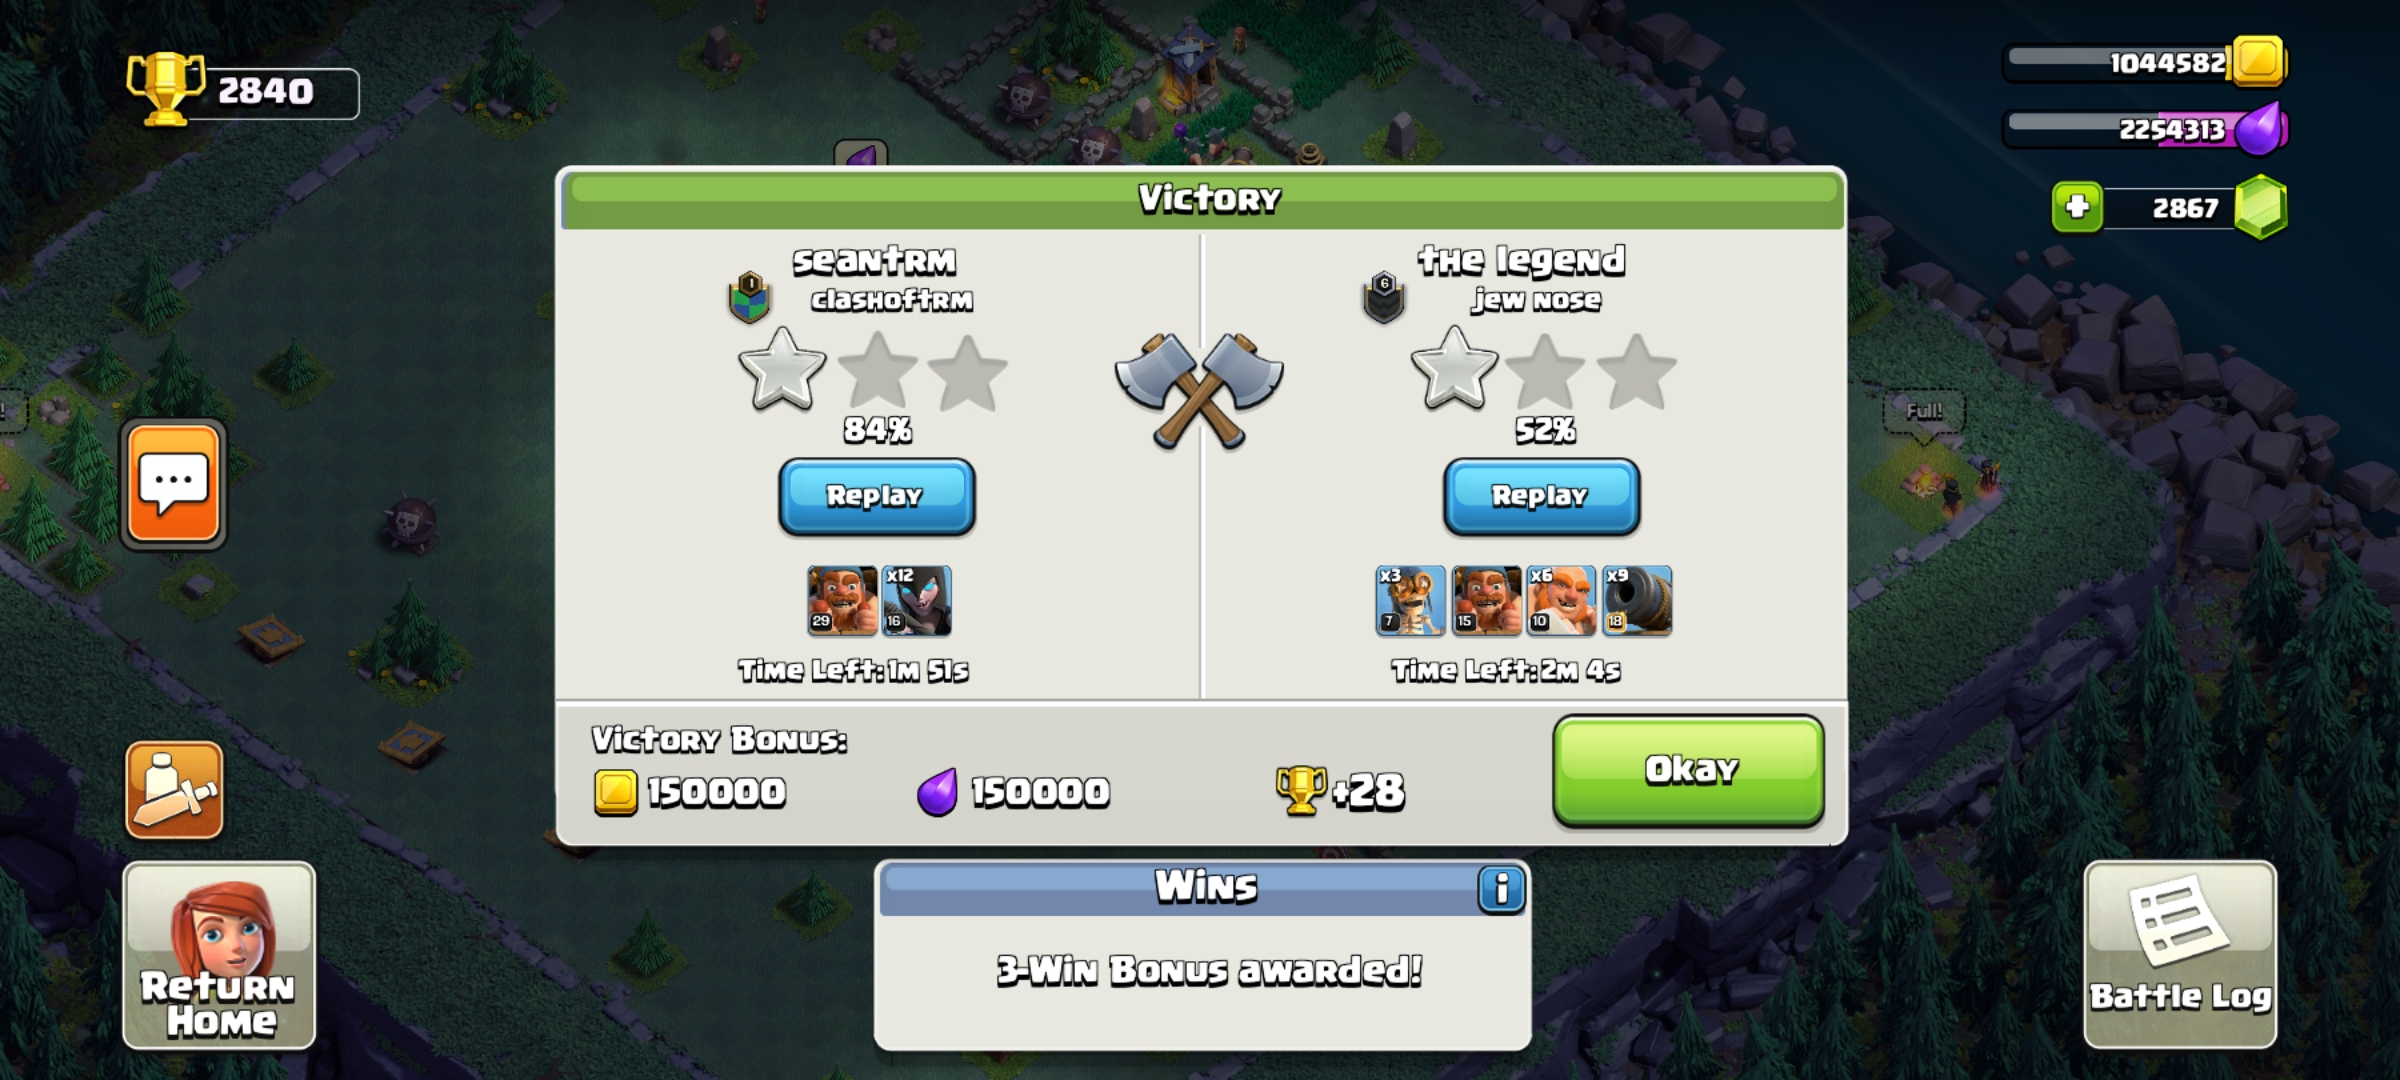 2840
1044582
2254313
2867
Victory
seantrm
clashoftrm
1
84%
Replay
29
x12
16
Time Left:1m 51s
the legend
jew nose
6
52%
Replay
x3
7
15
x6
10
x9
18
Time Left:2m 4s
Full!
Victory Bonus:
150000
150000
+28
Okay
Wins
i
3-Win Bonus awarded!
Return
Home
Battle Log